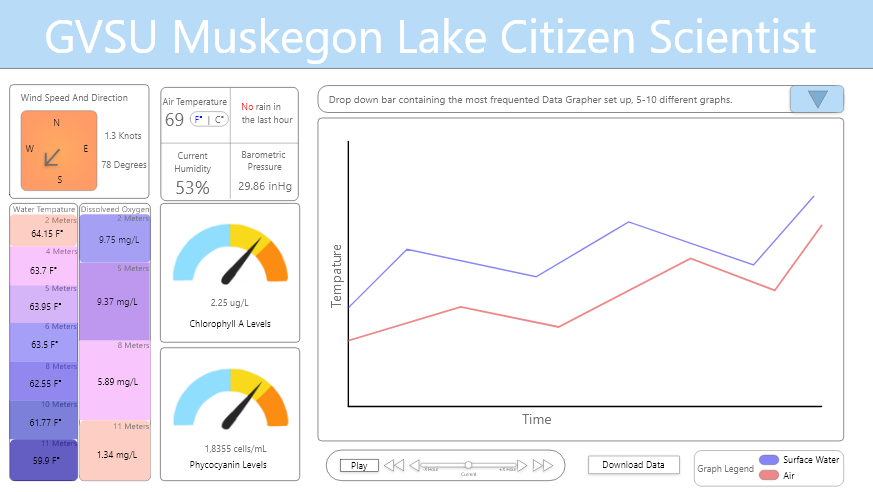 GVSU Muskegon Lake Citizen Scientist
Wind Speed And Direction
N
W
E
S
1.3 Knots
78 Degrees
Air Temperature
69 F° | C°
No rain in
the last hour
Current
Humidity
53%
Barometric
Pressure
29.86 inHg
Drop down bar containing the most frequented Data Grapher set up, 5-10 different graphs.
Water Tempature
2 Meters
64.15 F°
4 Meters
63.7 F°
5 Meters
63.95 F°
6 Meters
63.5 F°
8 Meters
62.55 F°
10 Meters
61.77 F°
11 Meters
59.9 F°
Dissolveed Oxygen
2 Meters
9.75 mg/L
5 Meters
9.37 mg/L
8 Meters
5.89 mg/L
11 Meters
1.34 mg/L
2.25 ug/L
Chlorophyll A Levels
1,8355 cells/mL
Phycocyanin Levels
Tempature
Time
Play
Current
Download Data
Graph Legend
Surface Water
Air